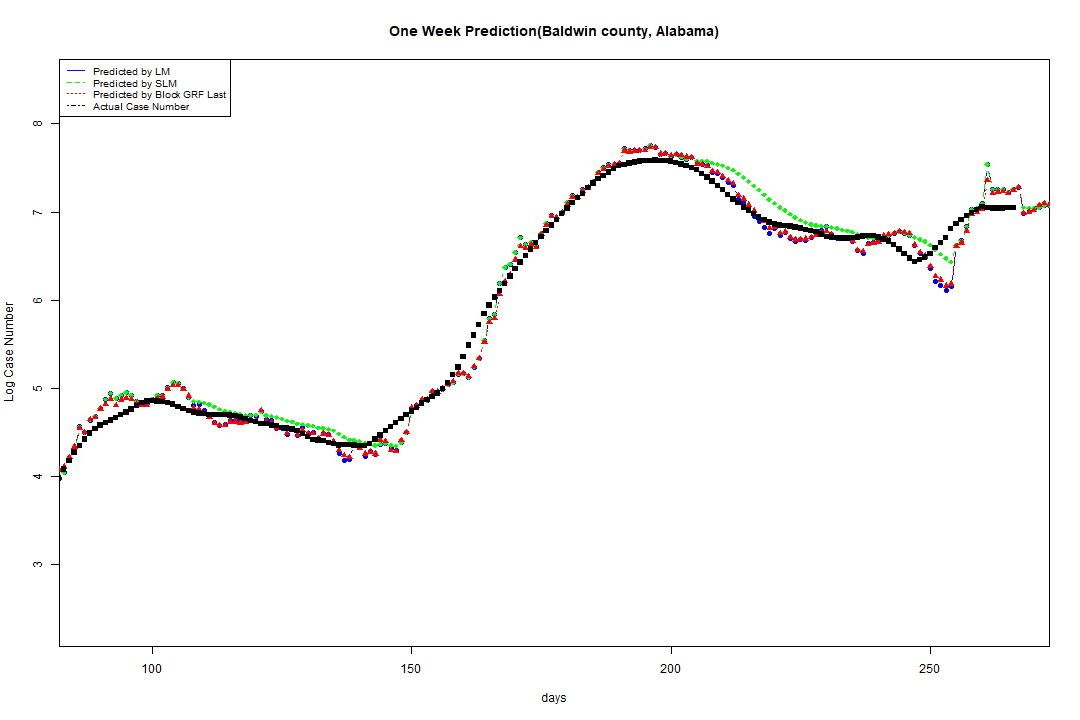 One Week Prediction(Baldwin county, Alabama)
Predicted by LM
Predicted by SLM
Predicted by Block GRF Last
Actual Case Number
8
7
6
5
4
3
Log Case Number
100 150 200 250
days